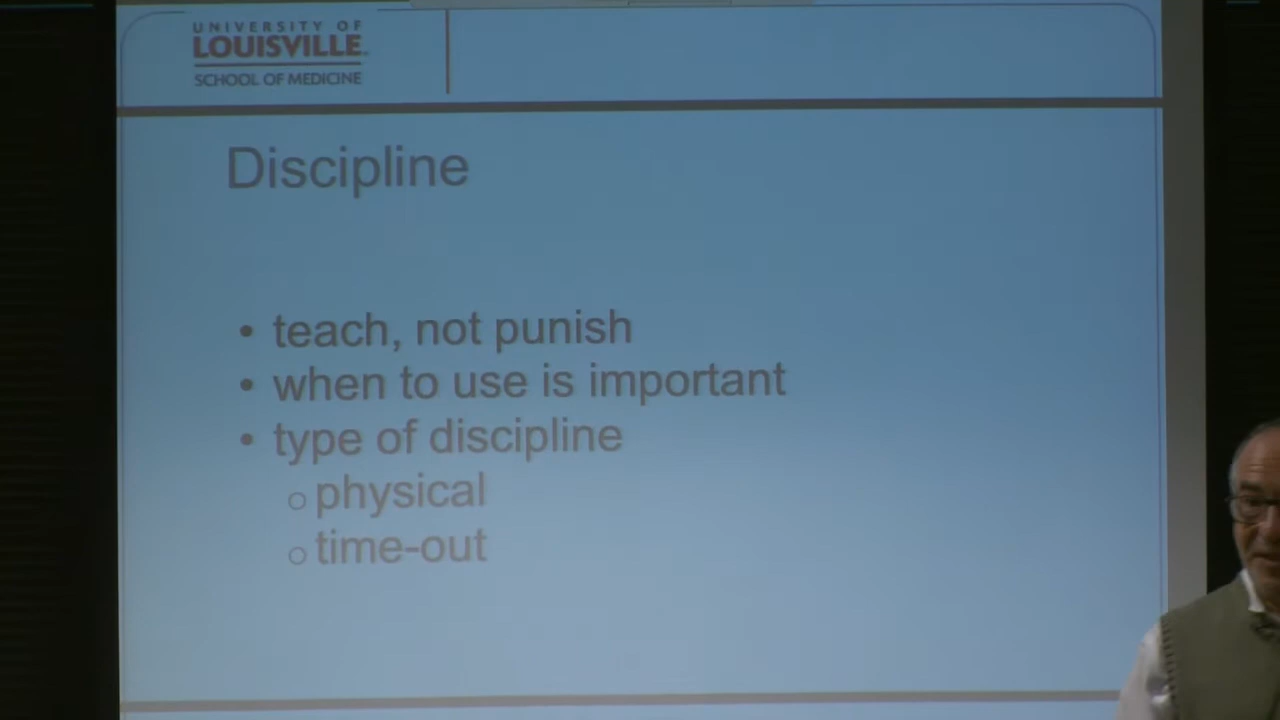 UNIVERSITY OF
LOUISVILLE
SCHOOL OF MEDICINE
Discipline
• teach, not punish
• when to use is important
• type of discipline
○ physical
○ time-out